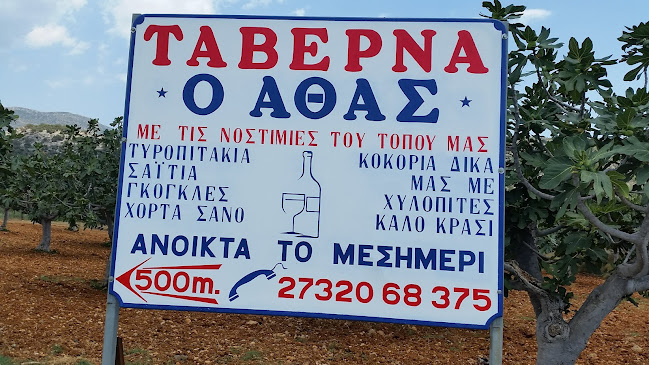 ΤΑΒΕΡΝΑ
Ο ΑΘΑΣ
ΜΕ ΤΙΣ ΝΟΣΤΙΜΙΕΣ ΤΟΥ ΤΟΠΟΥ ΜΑΣ
ΤΥΡΟΠΙΤΑΚΙΑ
ΣΑΪΤΙΑ
ΓΚΟΓΚΛΕΣ
ΧΟΡΤΑ ΣΑΝΟ
ΚΟΚΟΡΙΑ ΔΙΚΑ
ΜΑΣ ΜΕ
ΧΥΛΟΠΙΤΕΣ
ΚΑΛΟ ΚΡΑΣΙ
ΑΝΟΙΚΤΑ ΤΟ ΜΕΣΗΜΕΡΙ
500m. 27320 68 375